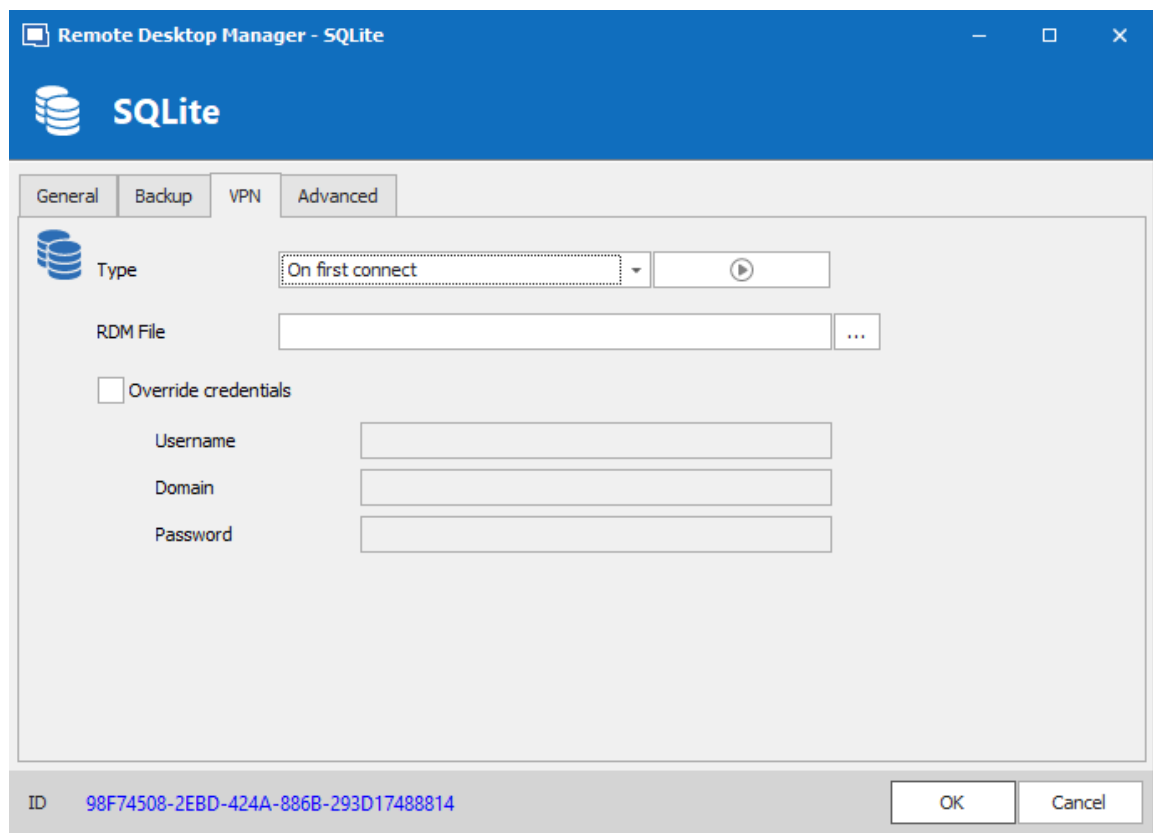 Remote Desktop Manager - SQLite
SQLite
General Backup VPN Advanced
Type On first connect
RDM File ...
Override credentials
Username
Domain
Password
ID 98F74508-2EBD-424A-886B-293D17488814 OK Cancel